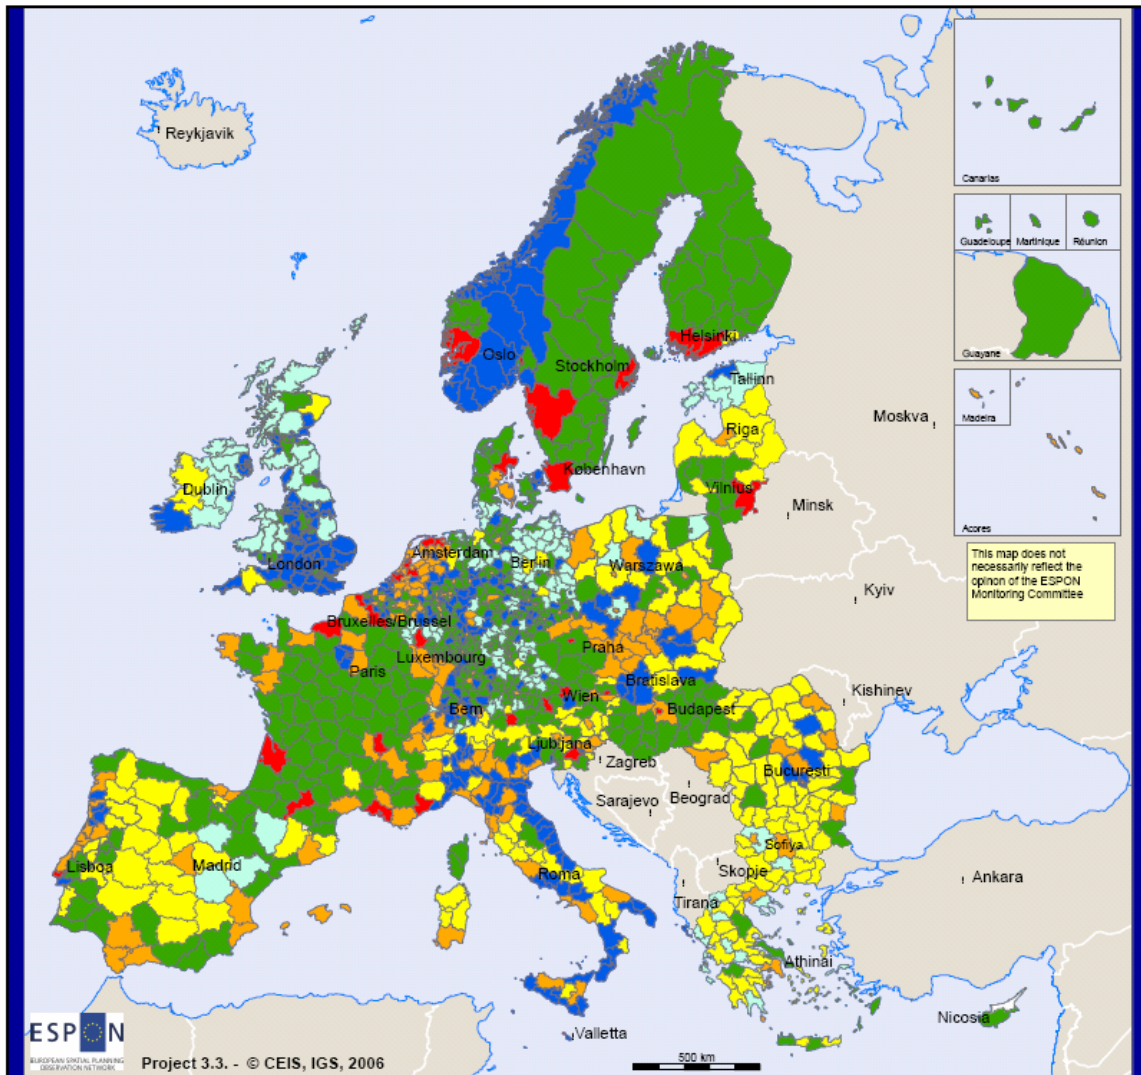 Reykjavik
Canarias
Guadeloupe
Martinique
Réunion
Guayane
Helsinki
Oslo
Stockholm
Tallinn
Madeira
Moskva
Riga
København
Dublin
Vilnius
Minsk
Acores
Amsterdam
Berlin
London
Warszawa
This map does not
necessarily reflect the
opinon of the ESPON
Monitoring Committee
Kyiv
Bruxelles/Brussel
Praha
Luxembourg
Paris
Bratislava
Kishinev
Wien
Bern
Budapest
Ljubljana
Zagreb
Bucuresti
Beograd
Sarajevo
Sofiya
Lisboa
Madrid
Roma
Skopje
Ankara
Tirana
Athinai
Nicosia
ESPON
EUROPEAN SPATIAL PLANNING
OBSERVATION NETWORK
Valletta
Project 3.3. - © CEIS, IGS, 2006
500 km